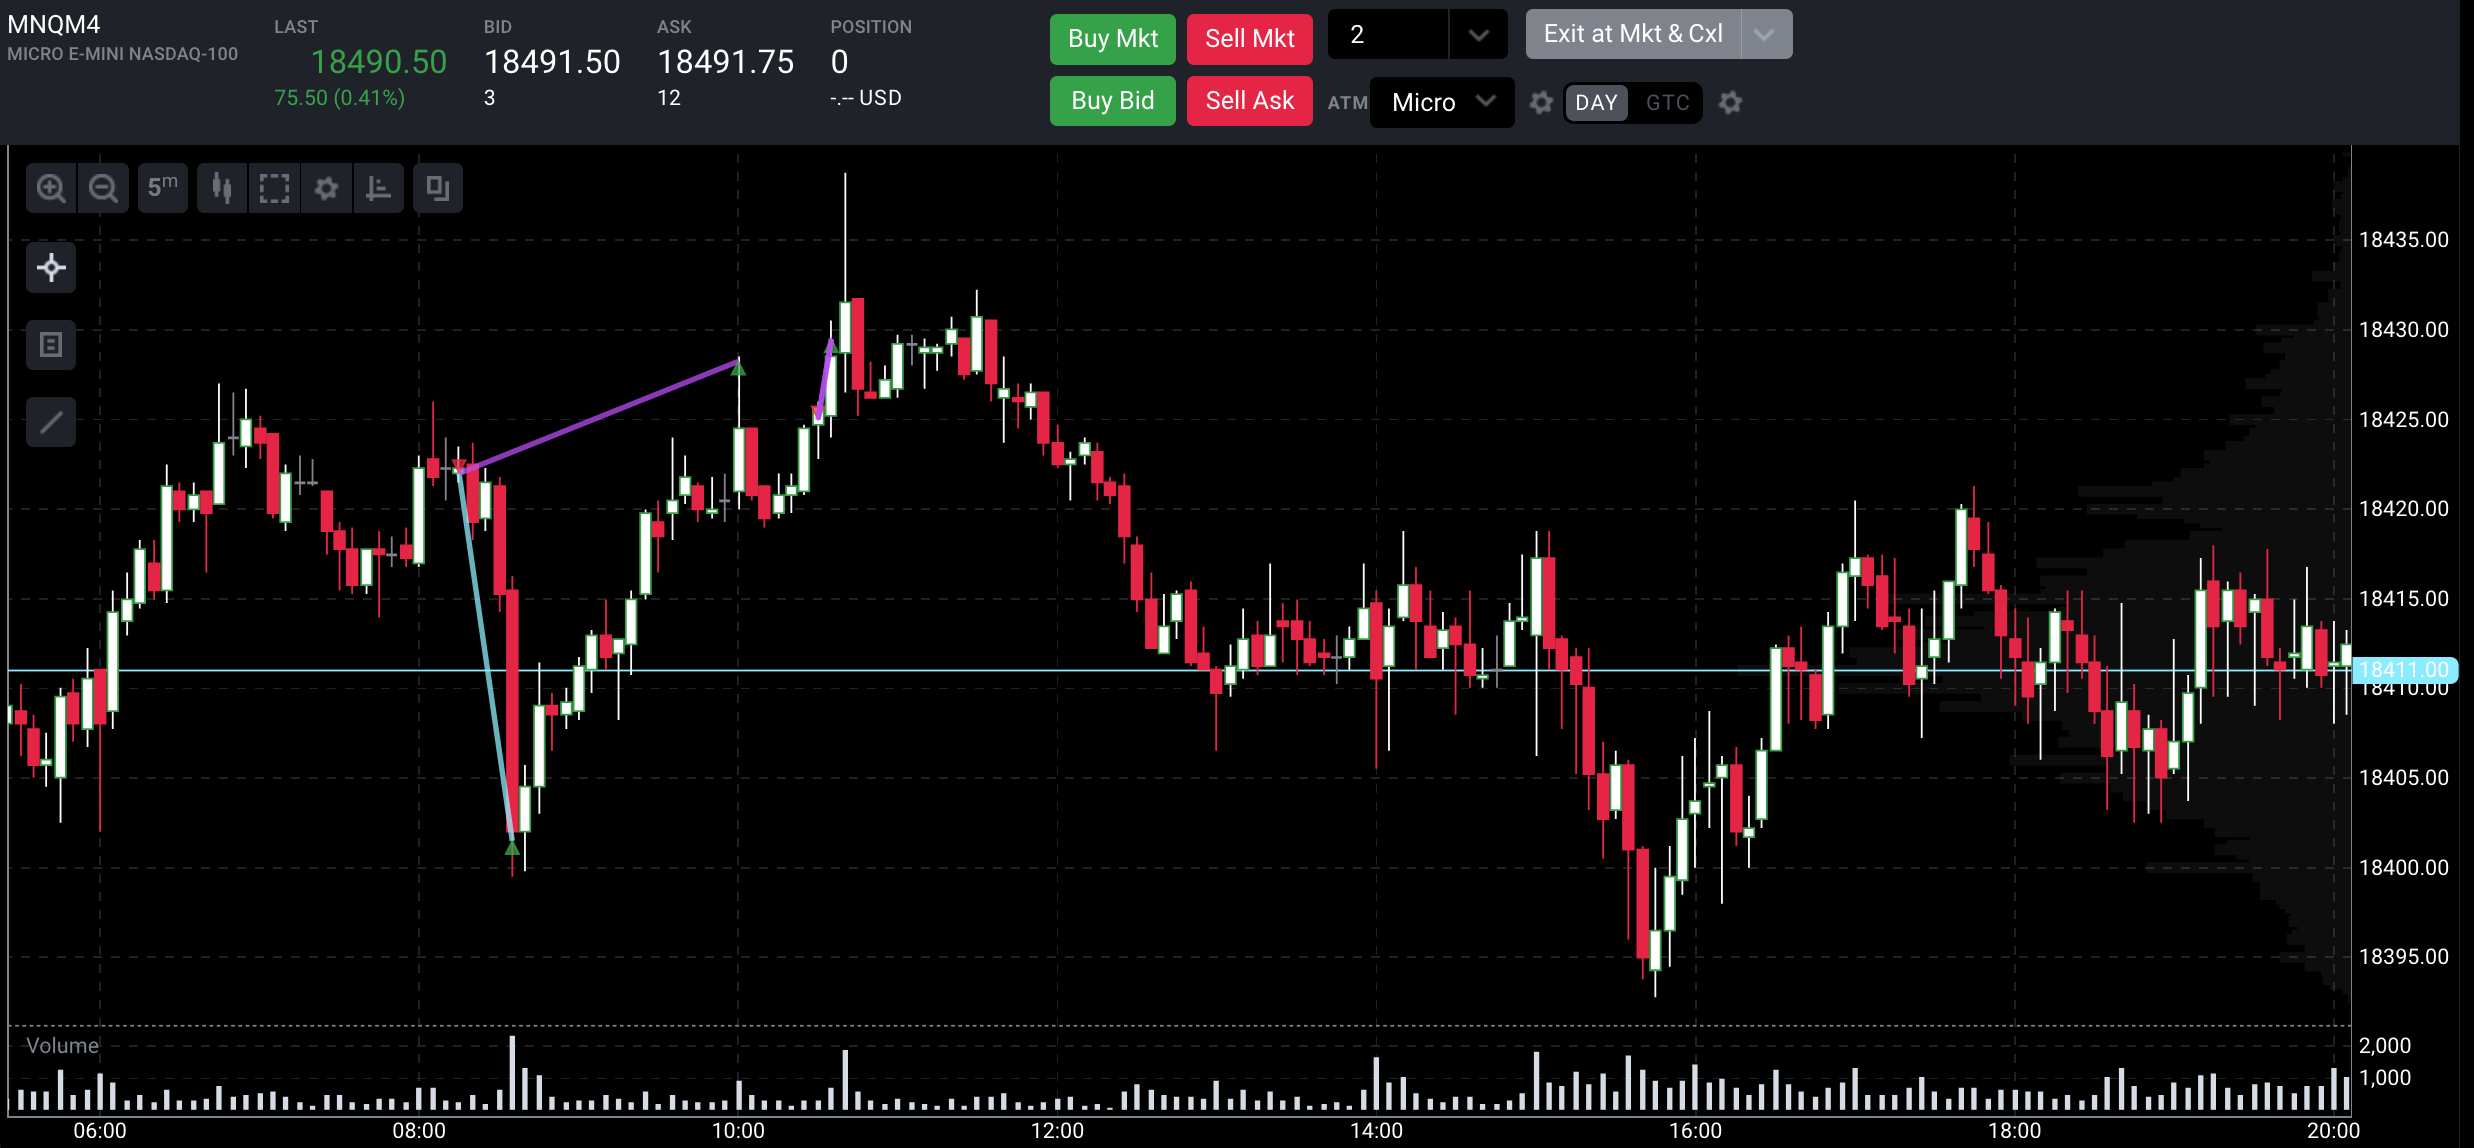 MNQM4
MICRO E-MINI NASDAQ-100
LAST
18490.50
75.50 (0.41%)
BID
18491.50
3
ASK
18491.75
12
POSITION
0
-.-- USD
Buy Mkt
Sell Mkt
2
Exit at Mkt & Cxl
Buy Bid
Sell Ask
ATM
Micro
DAY
GTC
5m
18435.00
18430.00
18425.00
18420.00
18415.00
18411.00
18410.00
18405.00
18400.00
18395.00
Volume
2,000
1,000
06:00
08:00
10:00
12:00
14:00
16:00
18:00
20:00